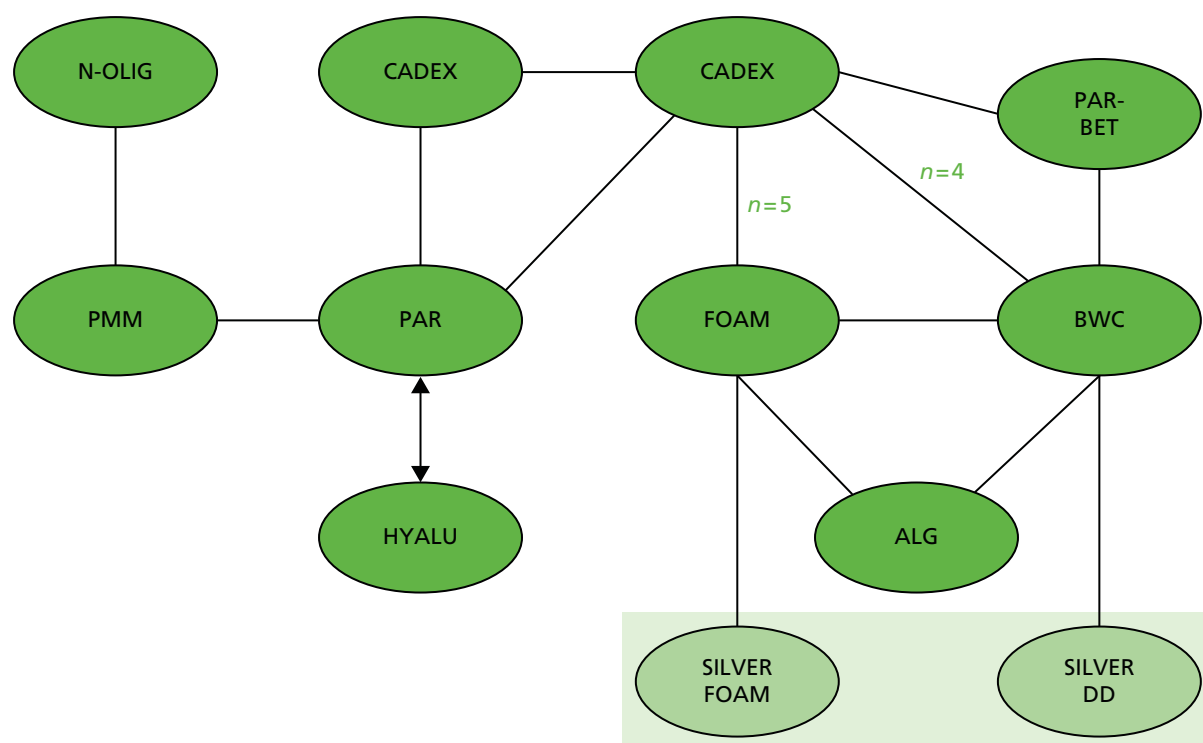 N-OLIG
CADEX
CADEX
PAR-
BET
n=4
n=5
PMM
PAR
FOAM
BWC
HYALU
ALG
SILVER
FOAM
SILVER
DD